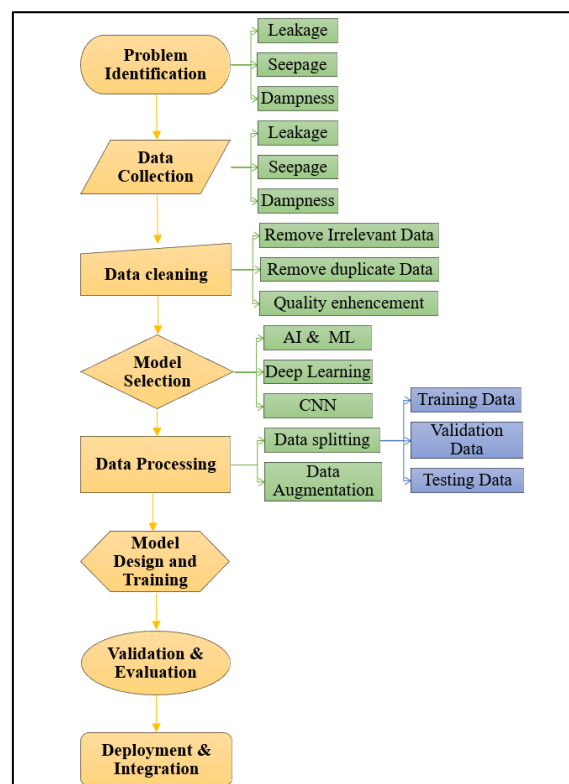 Problem
Identification
Leakage
Seepage
Dampness
Data
Collection
Leakage
Seepage
Dampness
Data cleaning
Remove Irrelevant Data
Remove duplicate Data
Quality enhencement
Model
Selection
AI & ML
Deep Learning
CNN
Data Processing
Data splitting
Data
Augmentation
Training Data
Validation
Data
Testing Data
Model
Design and
Training
Validation &
Evaluation
Deployment &
Integration